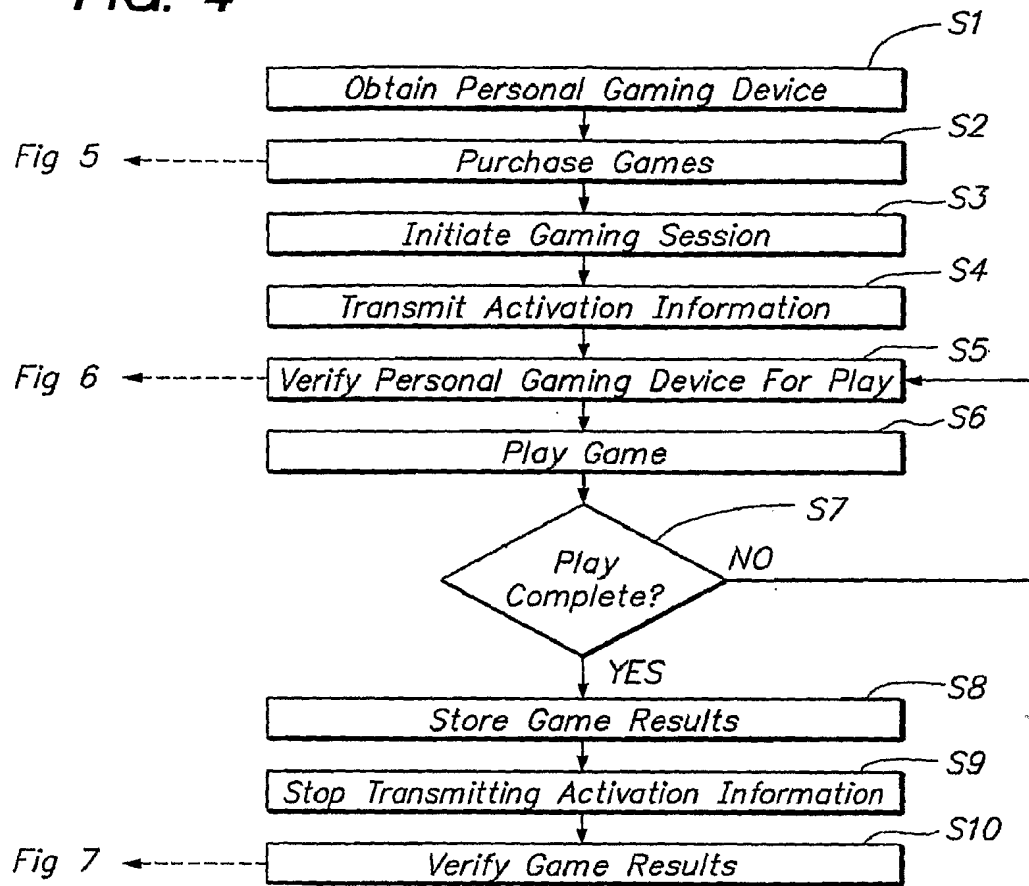 FIG. 4
S1
Obtain Personal Gaming Device
S2
Fig 5
Purchase Games
S3
Initiate Gaming Session
S4
Transmit Activation Information
S5
Fig 6
Verify Personal Gaming Device For Play
S6
Play Game
S7
Play
Complete?
NO
YES
S8
Store Game Results
S9
Stop Transmitting Activation Information
S10
Fig 7
Verify Game Results